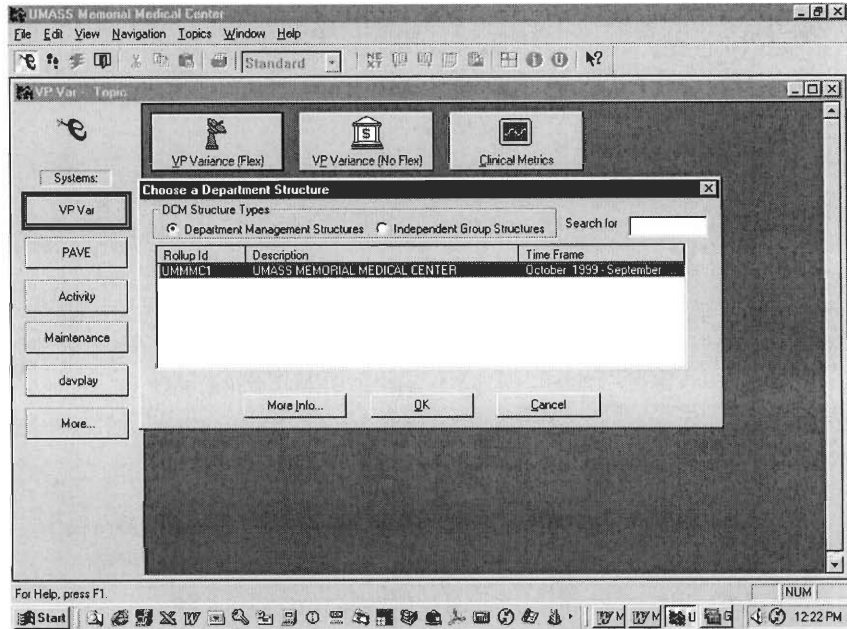 UMASS Memorial Medical Center
File Edit View Navigation Topics Window Help
Standard
VP Var - Topic
VP Variance (Flex)
VP Variance (No Flex)
Clinical Metrics
Systems:
VP Var
PAVE
Activity
Maintenance
davplay
More...
Choose a Department Structure
DCM Structure Types
Department Management Structures
Independent Group Structures
Search for
Rollup Id Description Time Frame
UMMMC1 UMASS MEMORIAL MEDICAL CENTER October 1999 - September ...
More Info...
OK
Cancel
For Help, press F1.
NUM
Start
12:22 PM